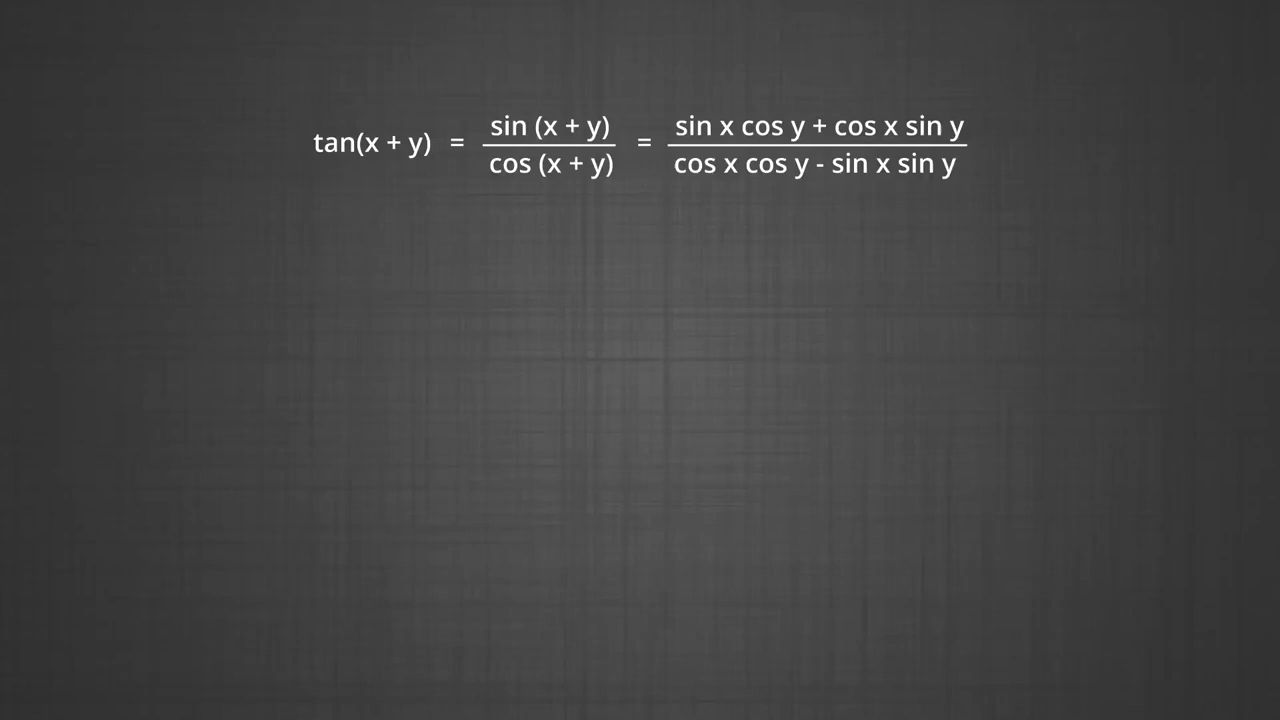 tan(x + y) = sin (x + y) / cos (x + y) = sin x cos y + cos x sin y / cos x cos y - sin x sin y